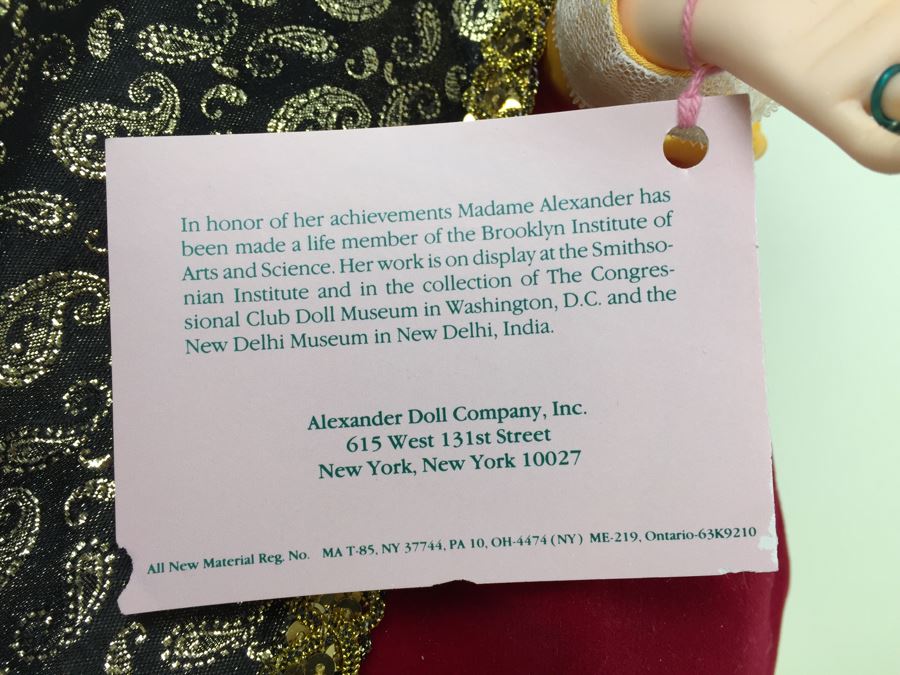 In honor of her achievements Madame Alexander has
been made a life member of the Brooklyn Institute of
Arts and Science. Her work is on display at the Smithso-
nian Institute and in the collection of The Congres-
sional Club Doll Museum in Washington, D.C. and the
New Delhi Museum in New Delhi, India.
Alexander Doll Company, Inc.
615 West 131st Street
New York, New York 10027
All New Material Reg. No. MA T-85, NY 37744, PA 10, OH-4474 (NY) ME-219, Ontario-63K9210